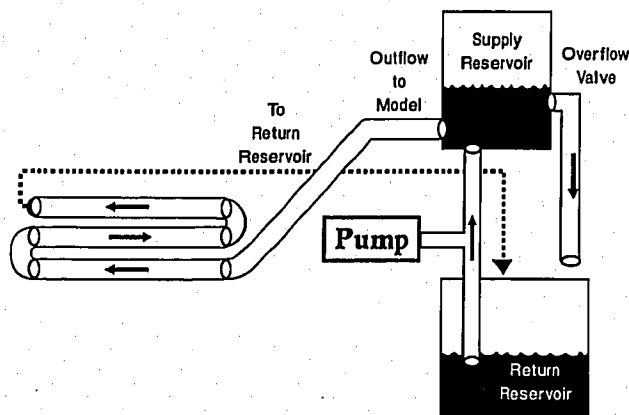 Supply
Reservoir
Overflow
Valve
Outflow
to
Model
To
Return
Reservoir
Pump
Return
Reservoir